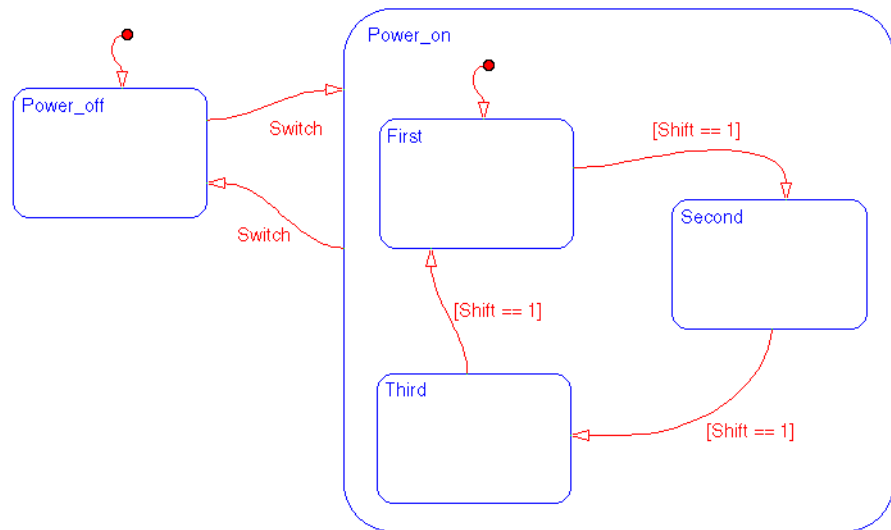 Power_on
Power_off
Switch
First
[Shift == 1]
Second
Switch
[Shift == 1]
Third
[Shift == 1]